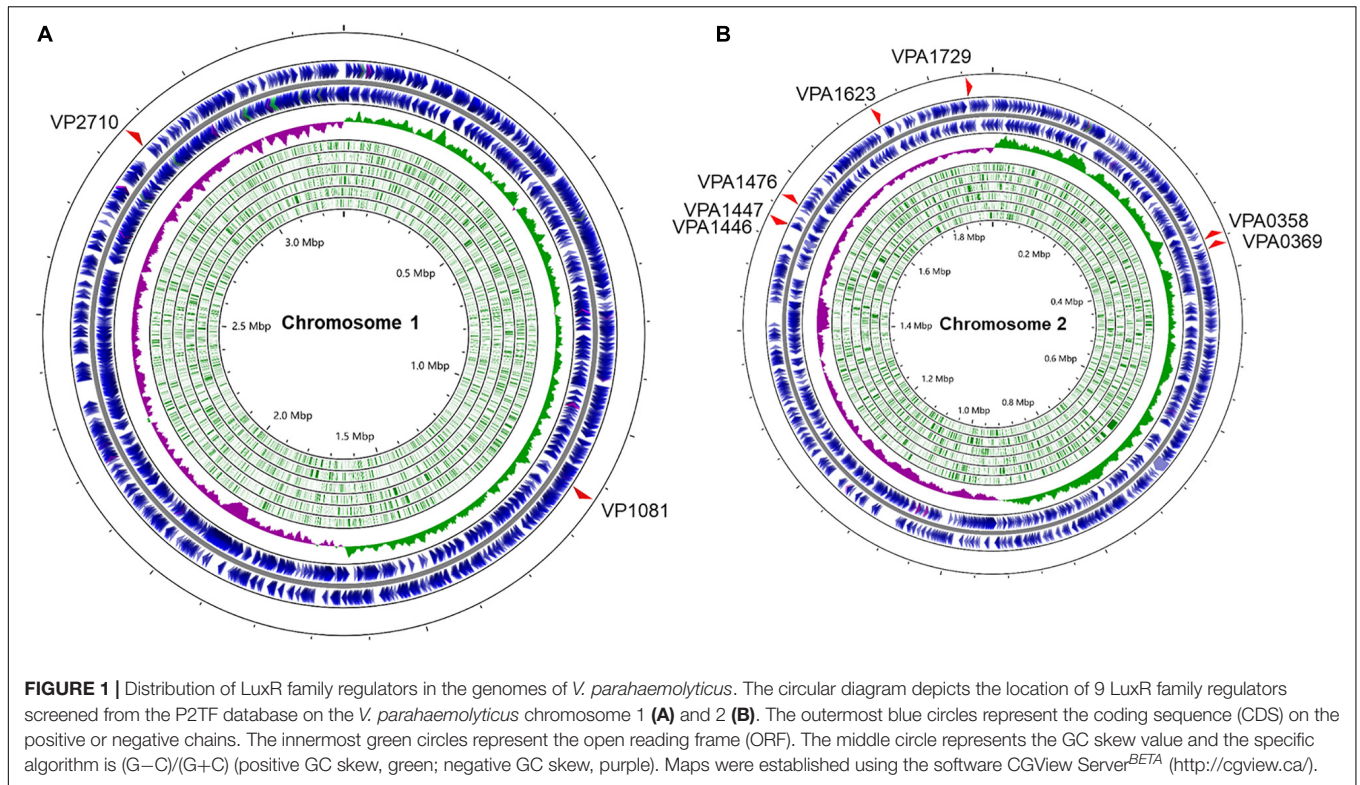 A
VP2710
3.0 Mbp
0.5 Mbp
2.5 Mbp
Chromosome 1
1.0 Mbp
2.0 Mbp
1.5 Mbp
VP1081
B
VPA1729
VPA1623
VPA1476
VPA1447
VPA1446
VPA0358
VPA0369
1.8 Mbp
0.2 Mbp
1.6 Mbp
0.4 Mbp
1.4 Mbp
Chromosome 2
0.6 Mbp
1.2 Mbp
1.0 Mbp
0.8 Mbp
FIGURE 1 | Distribution of LuxR family regulators in the genomes of V. parahaemolyticus. The circular diagram depicts the location of 9 LuxR family regulators
screened from the P2TF database on the V. parahaemolyticus chromosome 1 (A) and 2 (B). The outermost blue circles represent the coding sequence (CDS) on the
positive or negative chains. The innermost green circles represent the open reading frame (ORF). The middle circle represents the GC skew value and the specific
algorithm is (G−C)/(G+C) (positive GC skew, green; negative GC skew, purple). Maps were established using the software CGView ServerBETA (http://cgview.ca/).